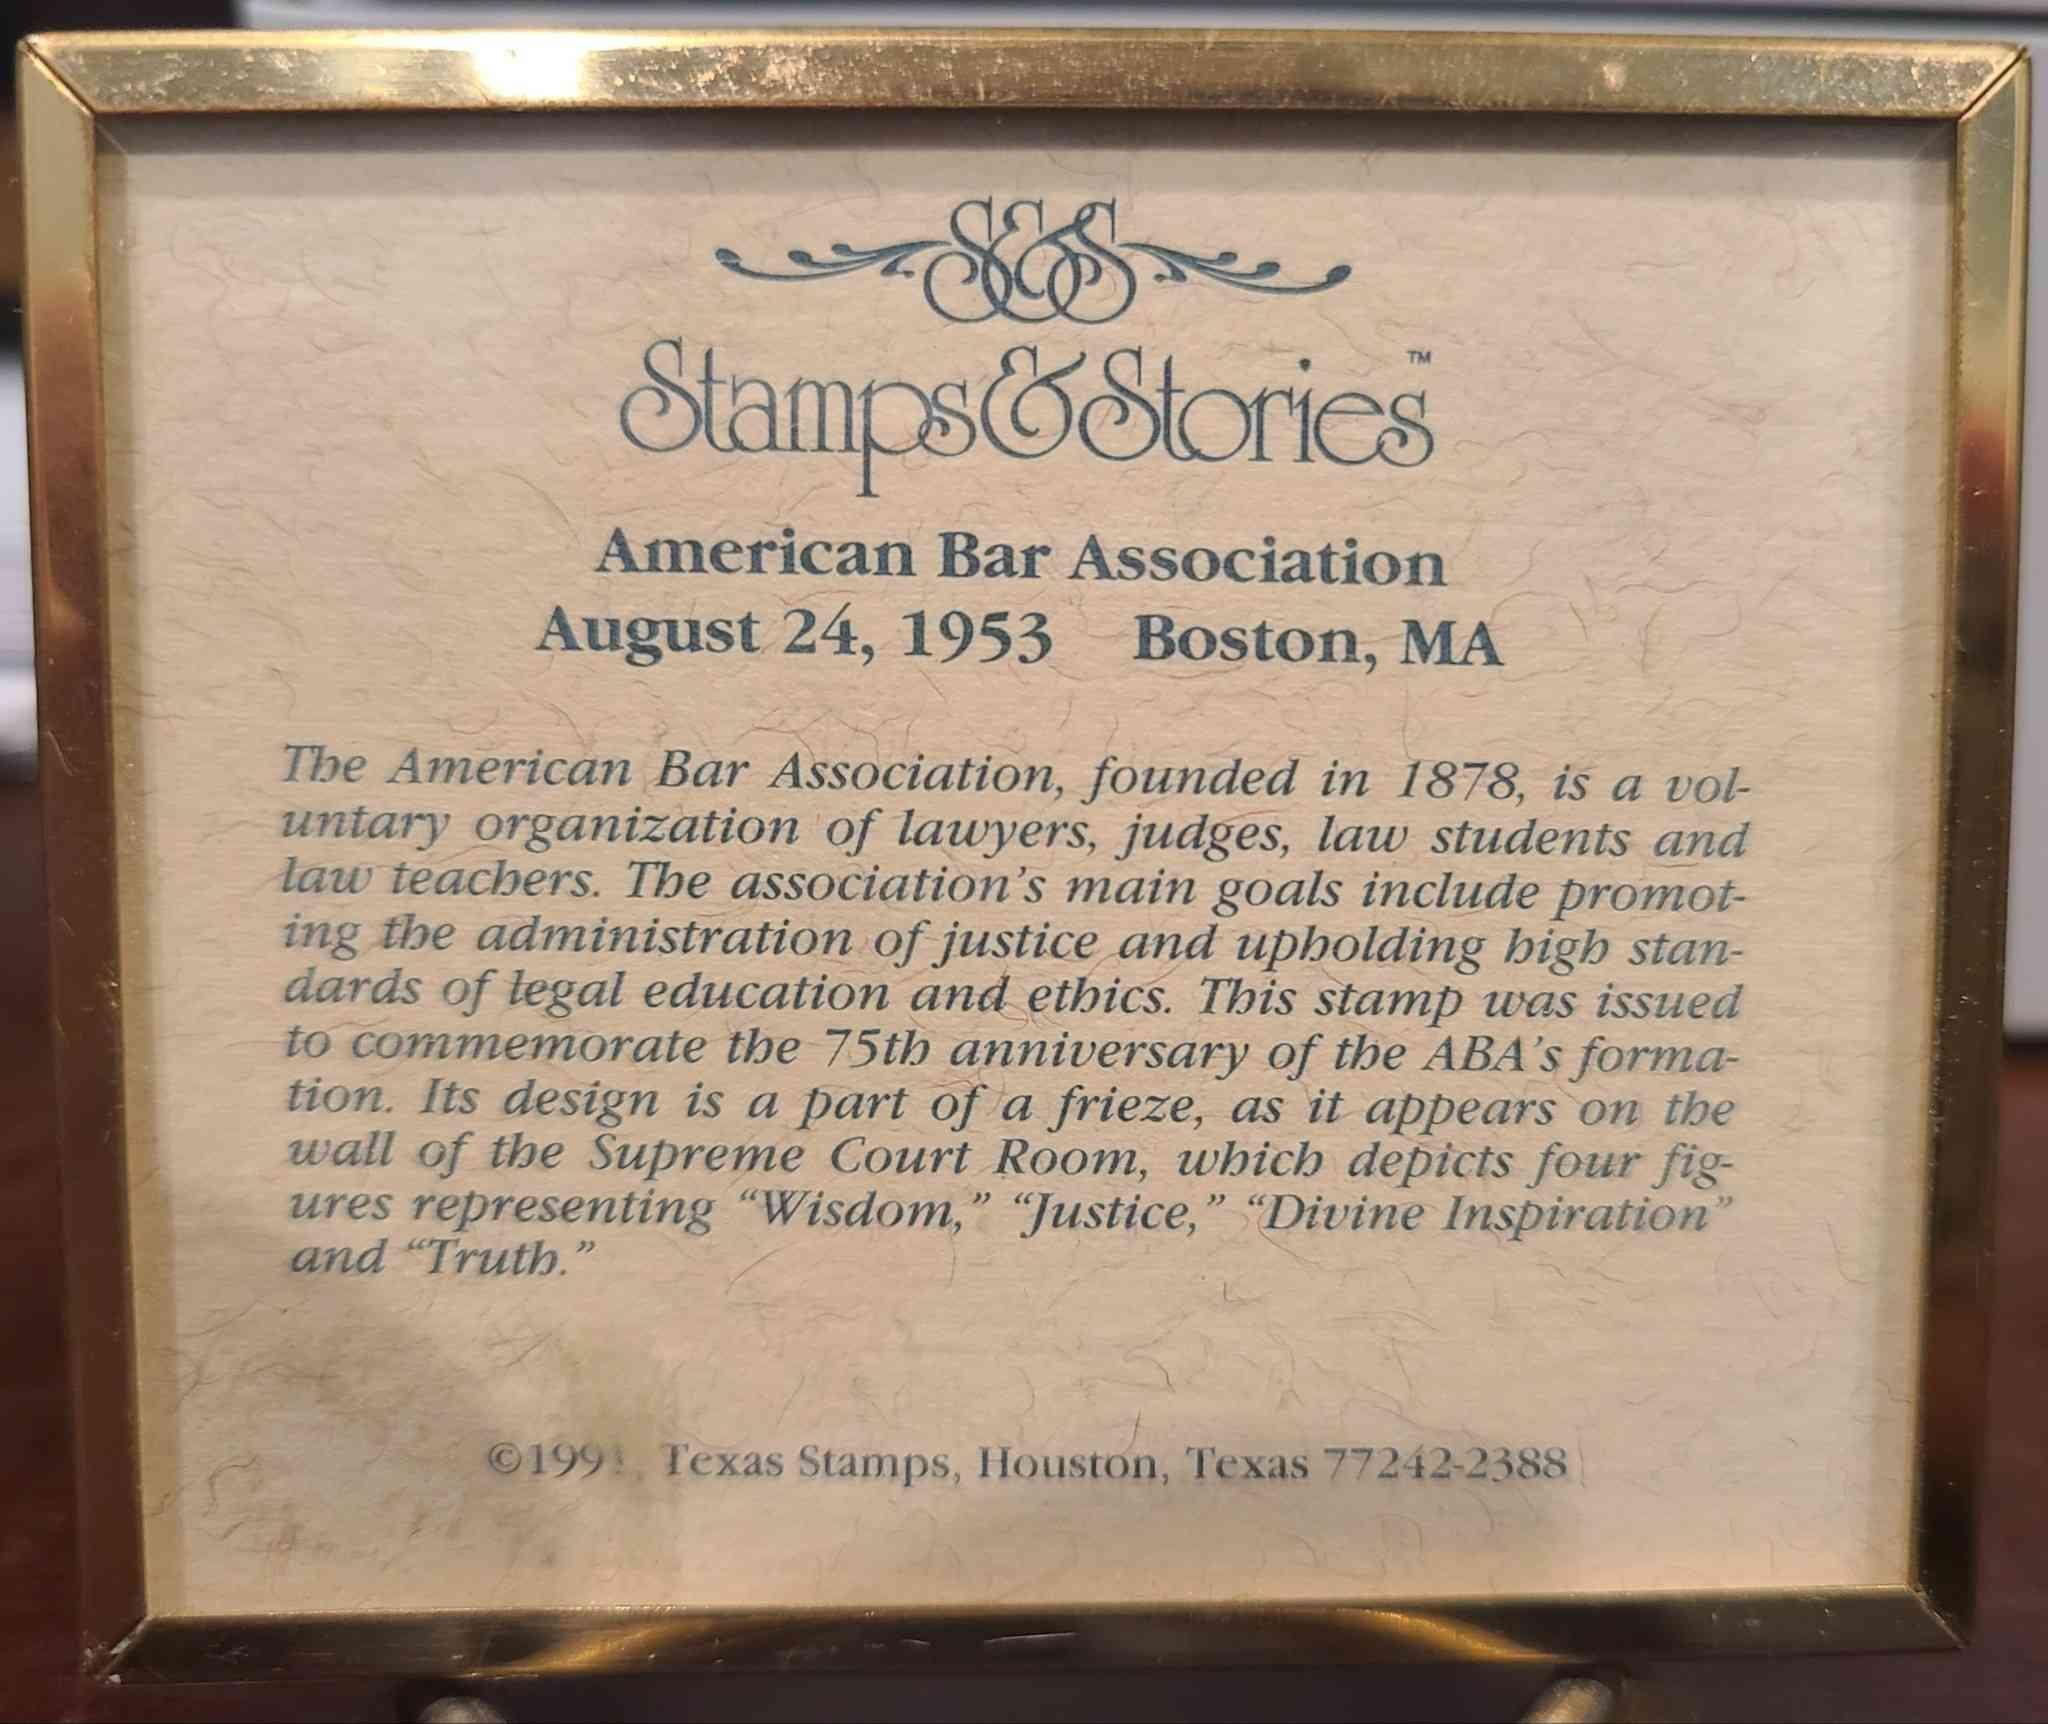 S&S
Stamps & Stories™
American Bar Association
August 24, 1953 Boston, MA
The American Bar Association, founded in 1878, is a vol-
untary organization of lawyers, judges, law students and
law teachers. The association's main goals include promot-
ing the administration of justice and upholding high stan-
dards of legal education and ethics. This stamp was issued
to commemorate the 75th anniversary of the ABA's forma-
tion. Its design is a part of a frieze, as it appears on the
wall of the Supreme Court Room, which depicts four fig-
ures representing “Wisdom,” “Justice,” “Divine Inspiration”
and “Truth.”
Texas Stamps, Houston, Texas 77242-2388